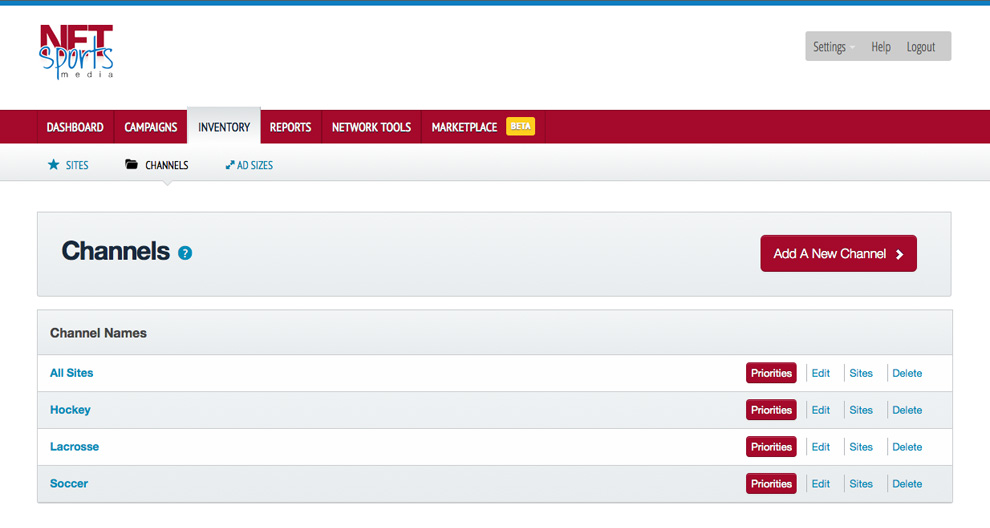 NFT
sports
media
Settings Help Logout
DASHBOARD CAMPAIGNS INVENTORY REPORTS NETWORK TOOLS MARKETPLACE BETA
SITES CHANNELS AD SIZES
Channels ?
Add A New Channel
Channel Names
All Sites Priorities Edit Sites Delete
Hockey Priorities Edit Sites Delete
Lacrosse Priorities Edit Sites Delete
Soccer Priorities Edit Sites Delete